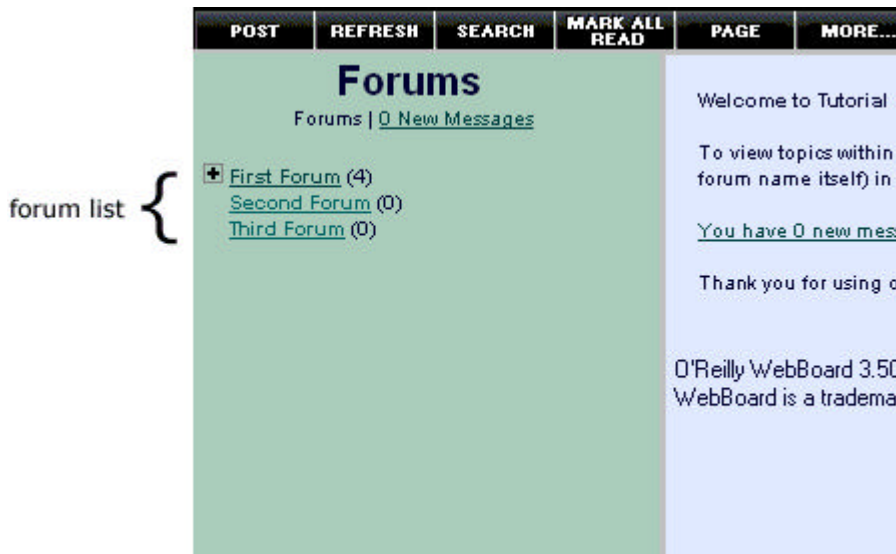 POST REFRESH SEARCH MARK ALL READ PAGE MORE...
Forums
Forums | 0 New Messages
forum list
First Forum (4)
Second Forum (0)
Third Forum (0)
Welcome to Tutorial
To view topics within
forum name itself) in
You have 0 new mess
Thank you for using o
O'Reilly WebBoard 3.50
WebBoard is a tradema